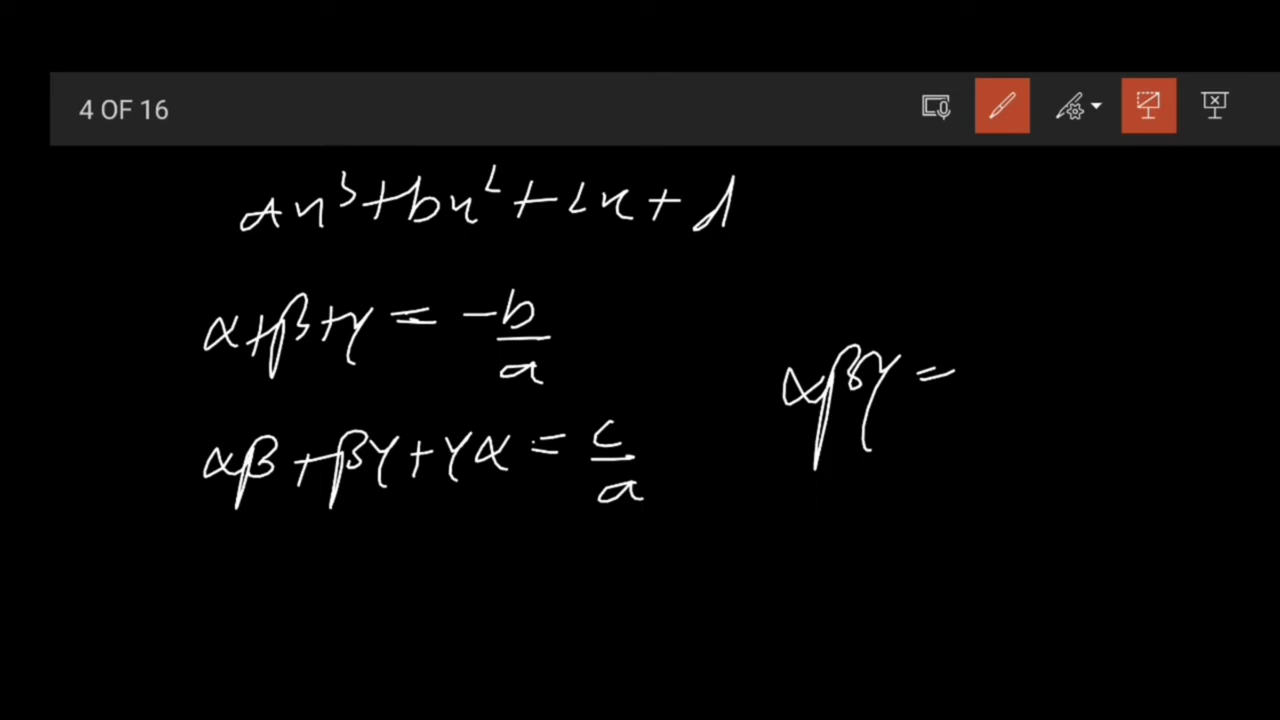 4 OF 16
ax³+bx²+cx+d
α+β+γ = -b/a
αβγ =
αβ+βγ+γα = c/a